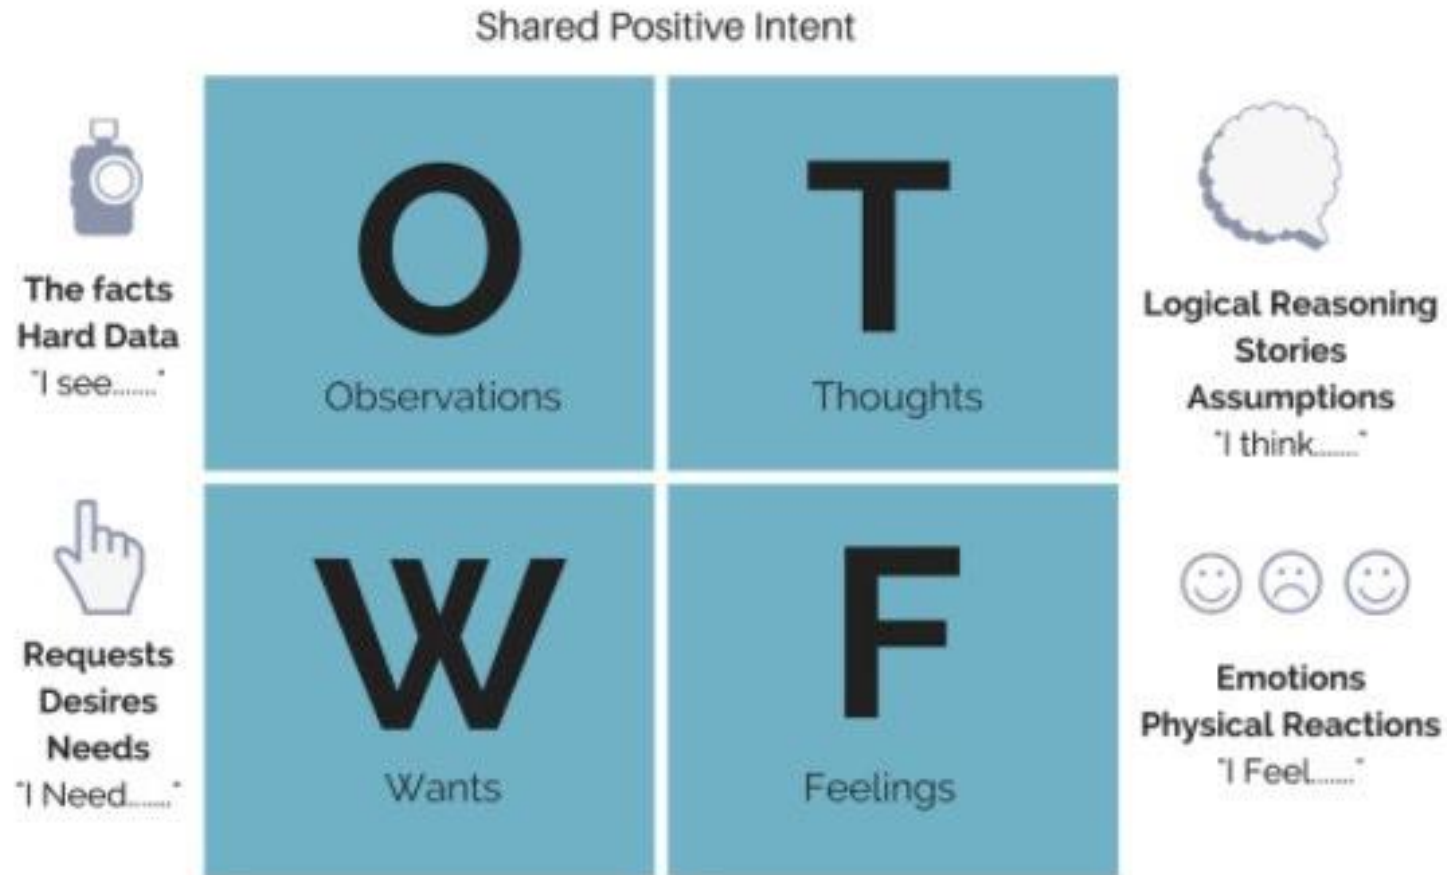 Shared Positive Intent
The facts
Hard Data
"I see......."
O
Observations
T
Thoughts
Logical Reasoning
Stories
Assumptions
"I think......."
Requests
Desires
Needs
"I Need......."
W
Wants
F
Feelings
Emotions
Physical Reactions
"I Feel......."